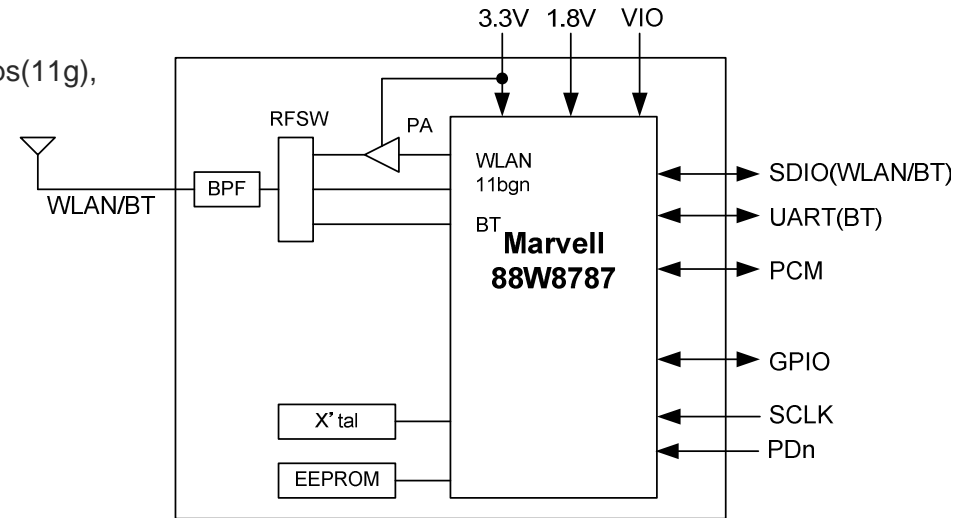 3.3V 1.8V VIO
os(11g),
RFSW
PA
WLAN
11bgn
BT
Marvell
88W8787
BPF
WLAN/BT
SDIO(WLAN/BT)
UART(BT)
PCM
GPIO
SCLK
PDn
X'tal
EEPROM